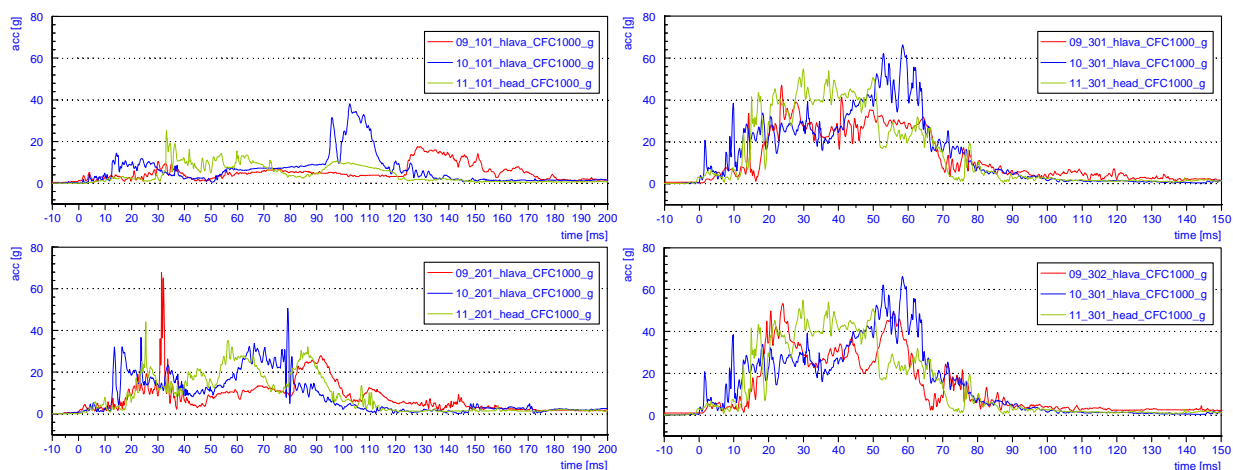 acc [g]
80
60
40
20
0
09_101_hlava_CFC1000_g
10_101_hlava_CFC1000_g
11_101_head_CFC1000_g
-10 0 10 20 30 40 50 60 70 80 90 100 110 120 130 140 150 160 170 180 190 200
time [ms]
acc [g]
80
60
40
20
0
09_301_hlava_CFC1000_g
10_301_hlava_CFC1000_g
11_301_head_CFC1000_g
-10 0 10 20 30 40 50 60 70 80 90 100 110 120 130 140 150
time [ms]
acc [g]
80
60
40
20
0
09_201_hlava_CFC1000_g
10_201_hlava_CFC1000_g
11_201_head_CFC1000_g
-10 0 10 20 30 40 50 60 70 80 90 100 110 120 130 140 150 160 170 180 190 200
time [ms]
acc [g]
80
60
40
20
0
09_302_hlava_CFC1000_g
10_301_hlava_CFC1000_g
11_301_head_CFC1000_g
-10 0 10 20 30 40 50 60 70 80 90 100 110 120 130 140 150
time [ms]